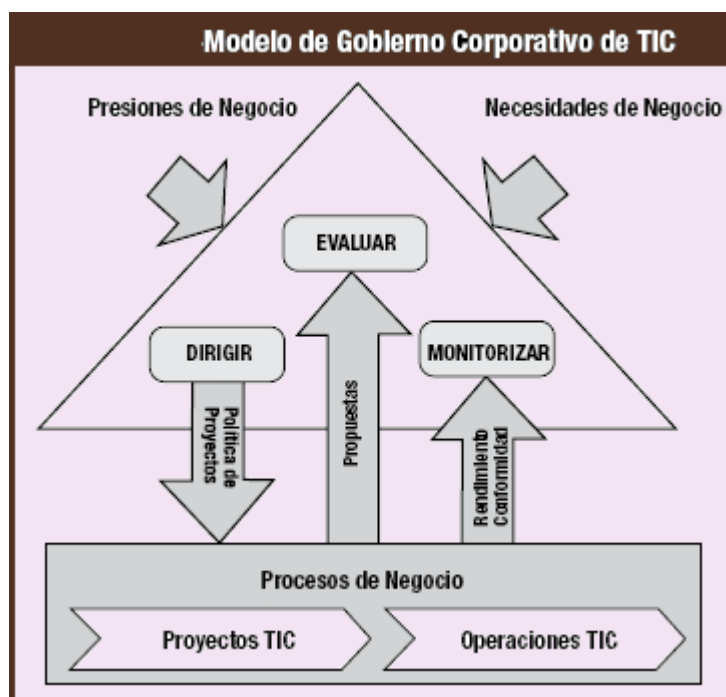 Modelo de Gobierno Corporativo de TIC
Presiones de Negocio
Necesidades de Negocio
EVALUAR
DIRIGIR
MONITORIZAR
Política de
Proyectos
Propuestas
Rendimiento
Conformidad
Procesos de Negocio
Proyectos TIC
Operaciones TIC